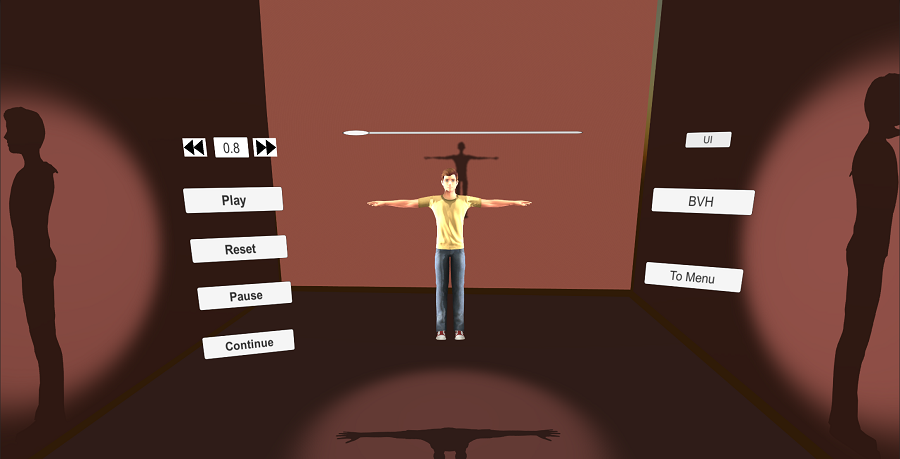 0.8
Play
Reset
Pause
Continue
UI
BVH
To Menu